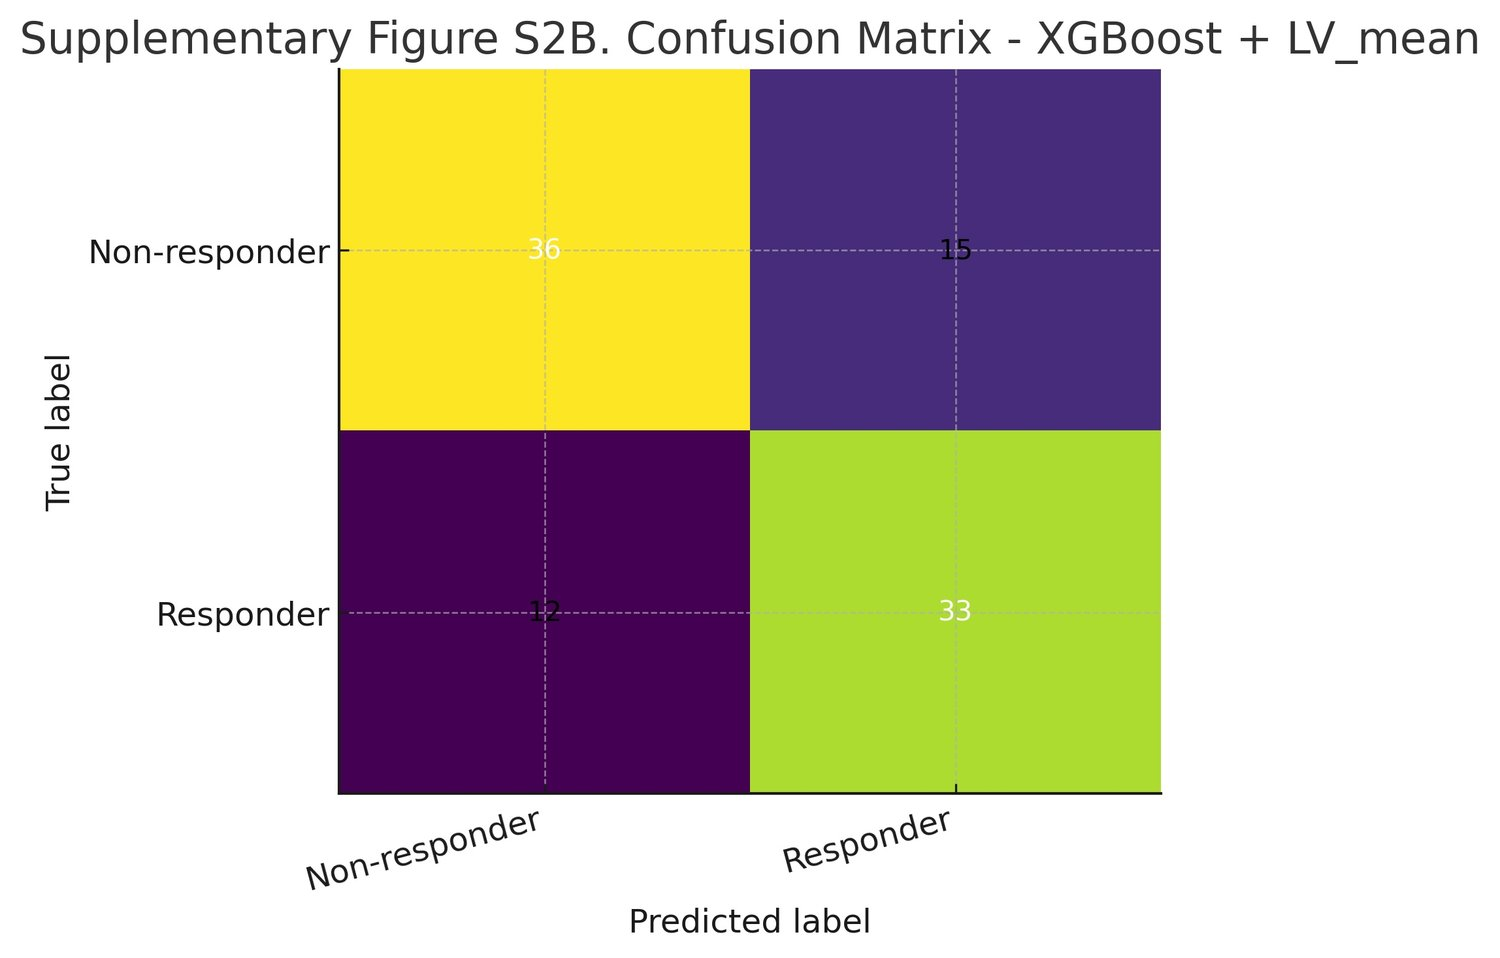 Supplementary Figure S2B. Confusion Matrix - XGBoost + LV_mean
True label
Non-responder
36
15
Responder
12
33
Non-responder
Responder
Predicted label